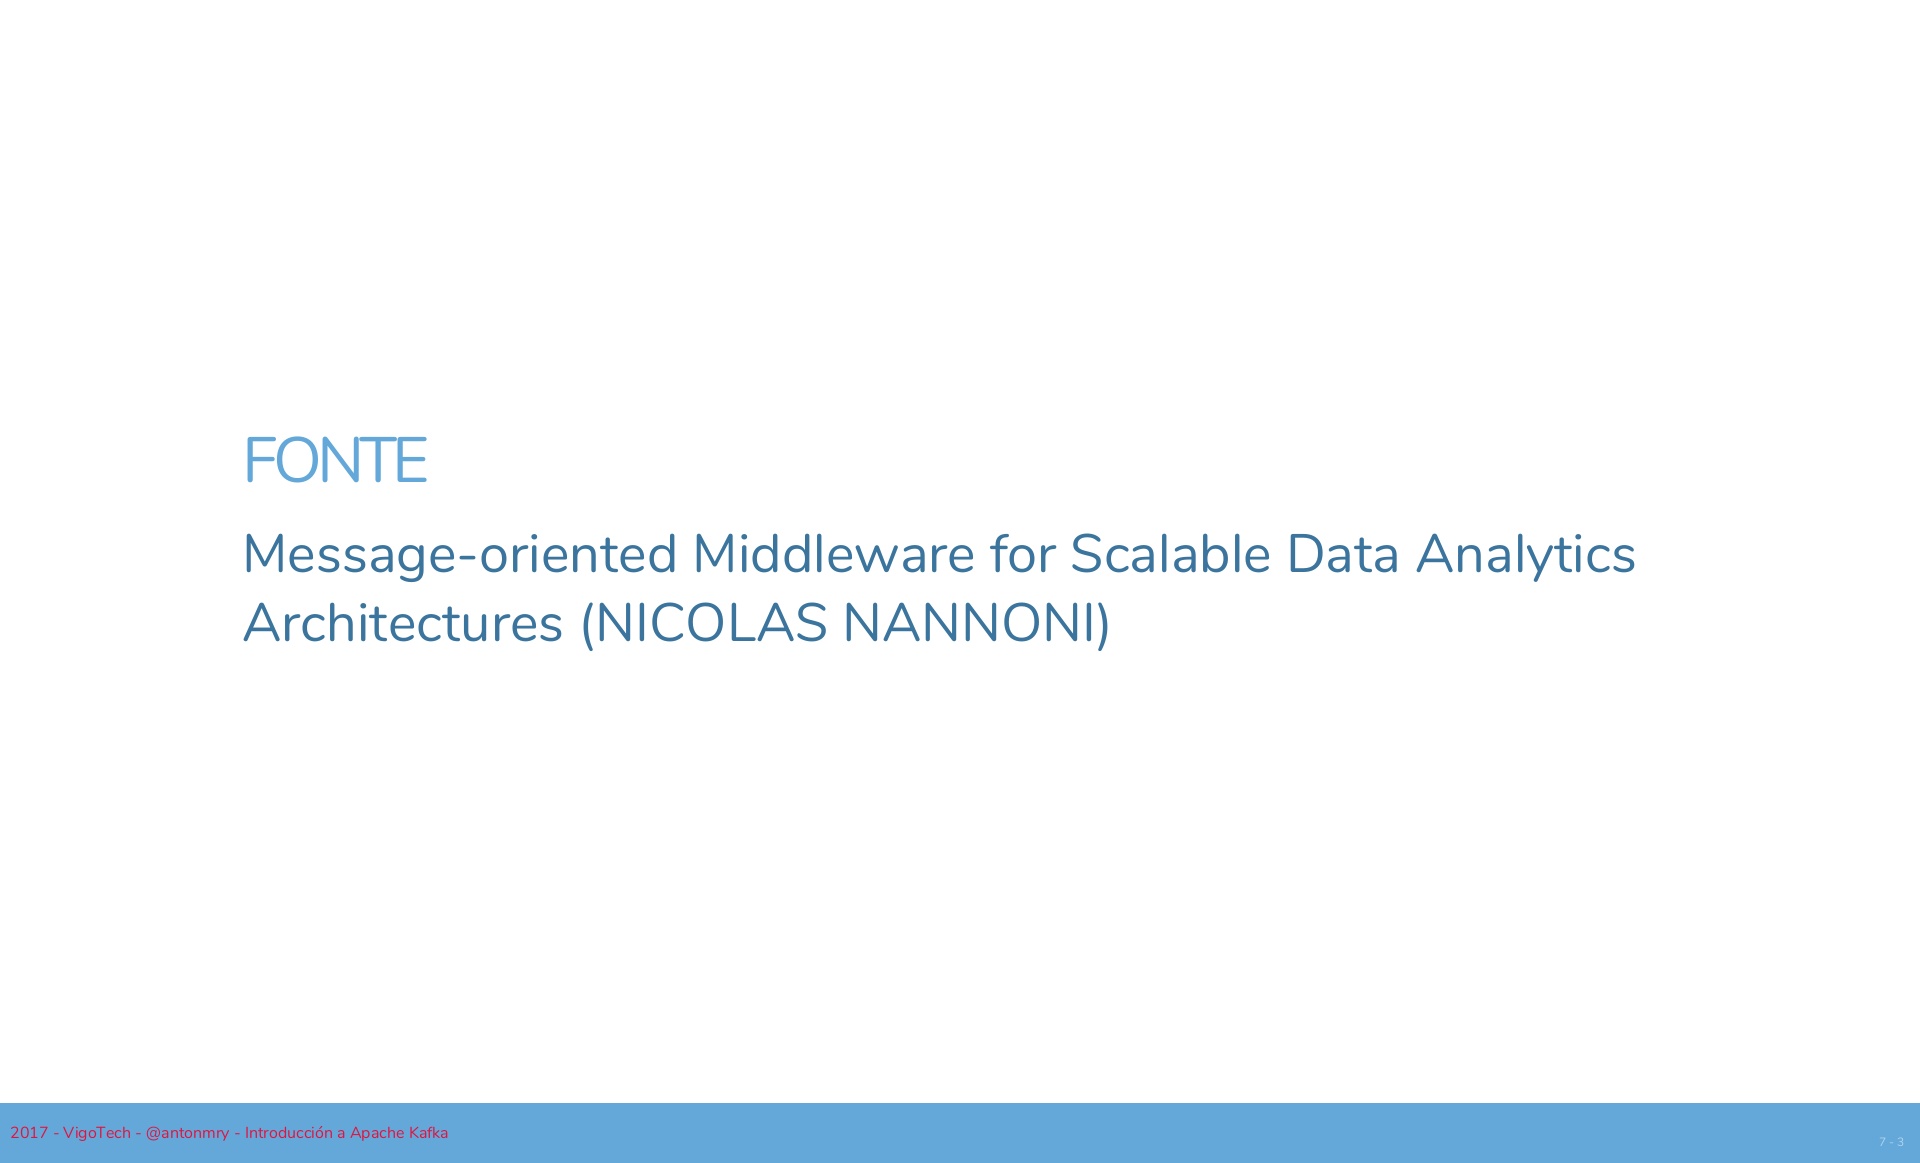 FONTE
Message-oriented Middleware for Scalable Data Analytics
Architectures (NICOLAS NANNONI)
2017 - VigoTech - @antonmry - Introducción a Apache Kafka
7 - 3